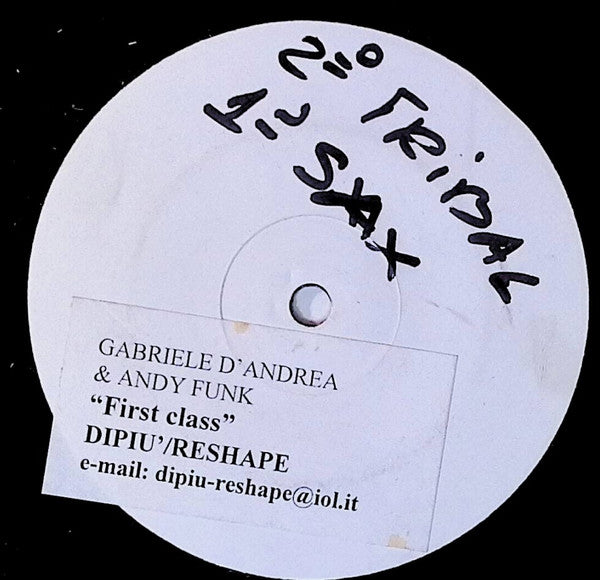 2=° TRIBAL
1=° SAX
GABRIELE D'ANDREA
& ANDY FUNK
“First class”
DIPIU'/RESHAPE
e-mail: dipiu-reshape@iol.it